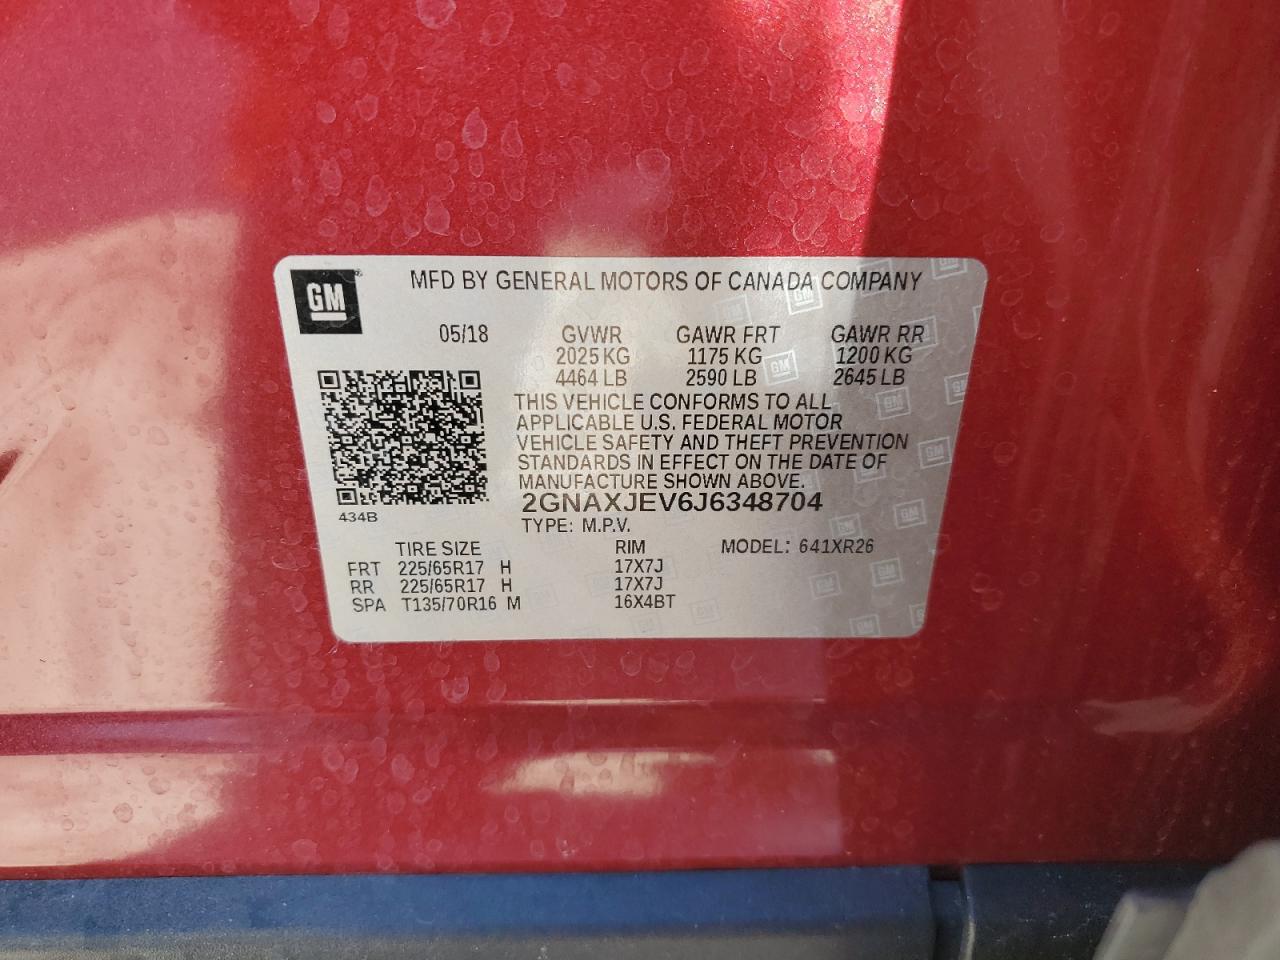 GM
MFD BY GENERAL MOTORS OF CANADA COMPANY
05/18 GVWR GAWR FRT GAWR RR
2025 KG 1175 KG 1200 KG
4464 LB 2590 LB 2645 LB
THIS VEHICLE CONFORMS TO ALL
APPLICABLE U.S. FEDERAL MOTOR
VEHICLE SAFETY AND THEFT PREVENTION
STANDARDS IN EFFECT ON THE DATE OF
MANUFACTURE SHOWN ABOVE.
2GNAXJEV6J6348704
434B
TYPE: M.P.V.
TIRE SIZE RIM MODEL: 641XR26
FRT 225/65R17 H 17X7J
RR 225/65R17 H 17X7J
SPA T135/70R16 M 16X4BT